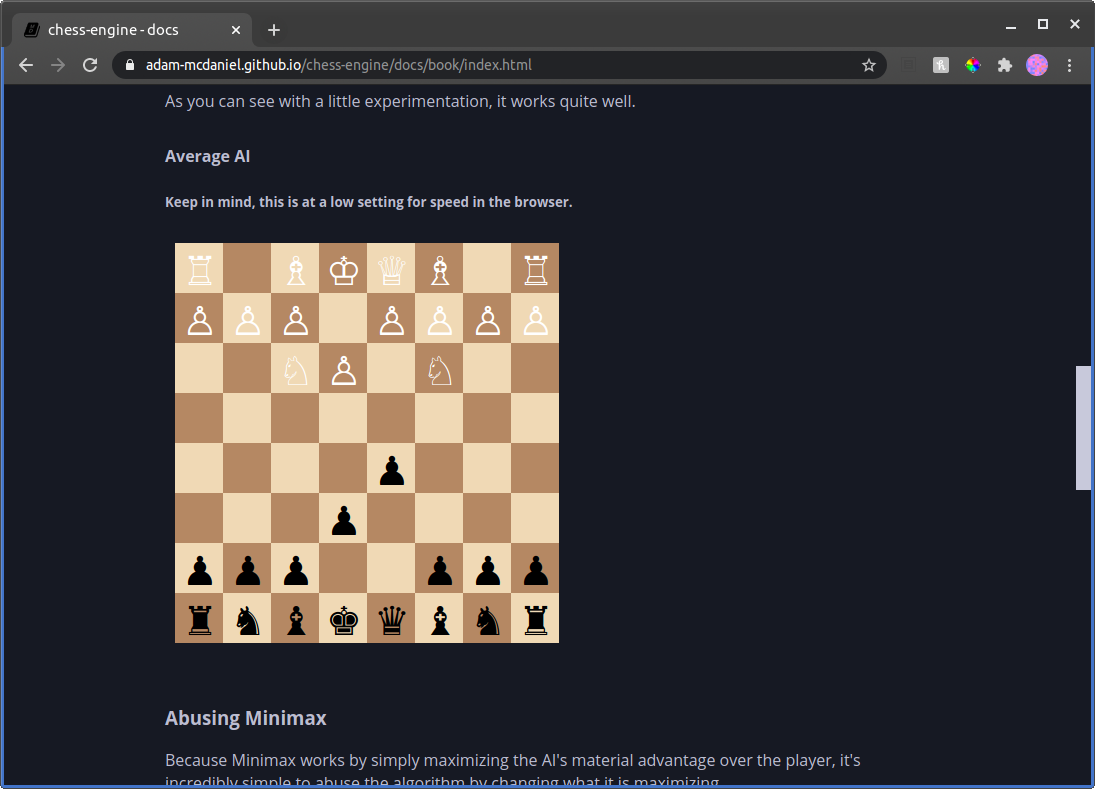 chess-engine - docs
adam-mcdaniel.github.io/chess-engine/docs/book/index.html
As you can see with a little experimentation, it works quite well.
Average AI
Keep in mind, this is at a low setting for speed in the browser.
Abusing Minimax
Because Minimax works by simply maximizing the AI's material advantage over the player, it's
incredibly simple to abuse the algorithm by changing what it is maximizing.